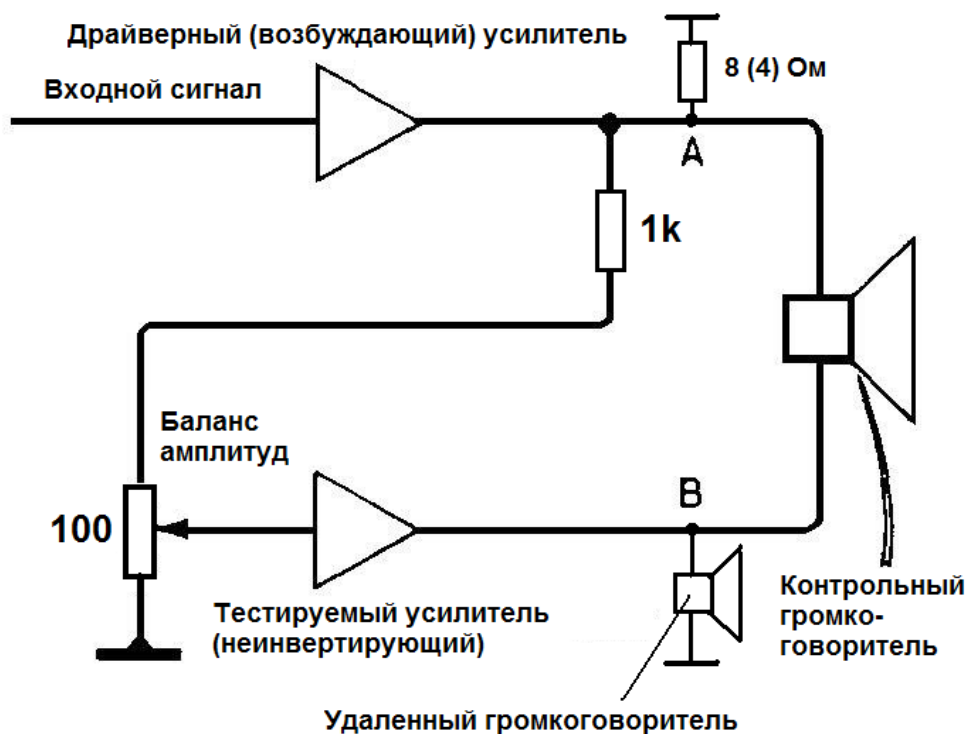 Драйверный (возбуждающий) усилитель
Входной сигнал
8 (4) Ом
A
1k
Баланс
амплитуд
100
B
Тестируемый усилитель
(неинвертирующий)
Контрольный
громко-
говоритель
Удаленный громкоговоритель